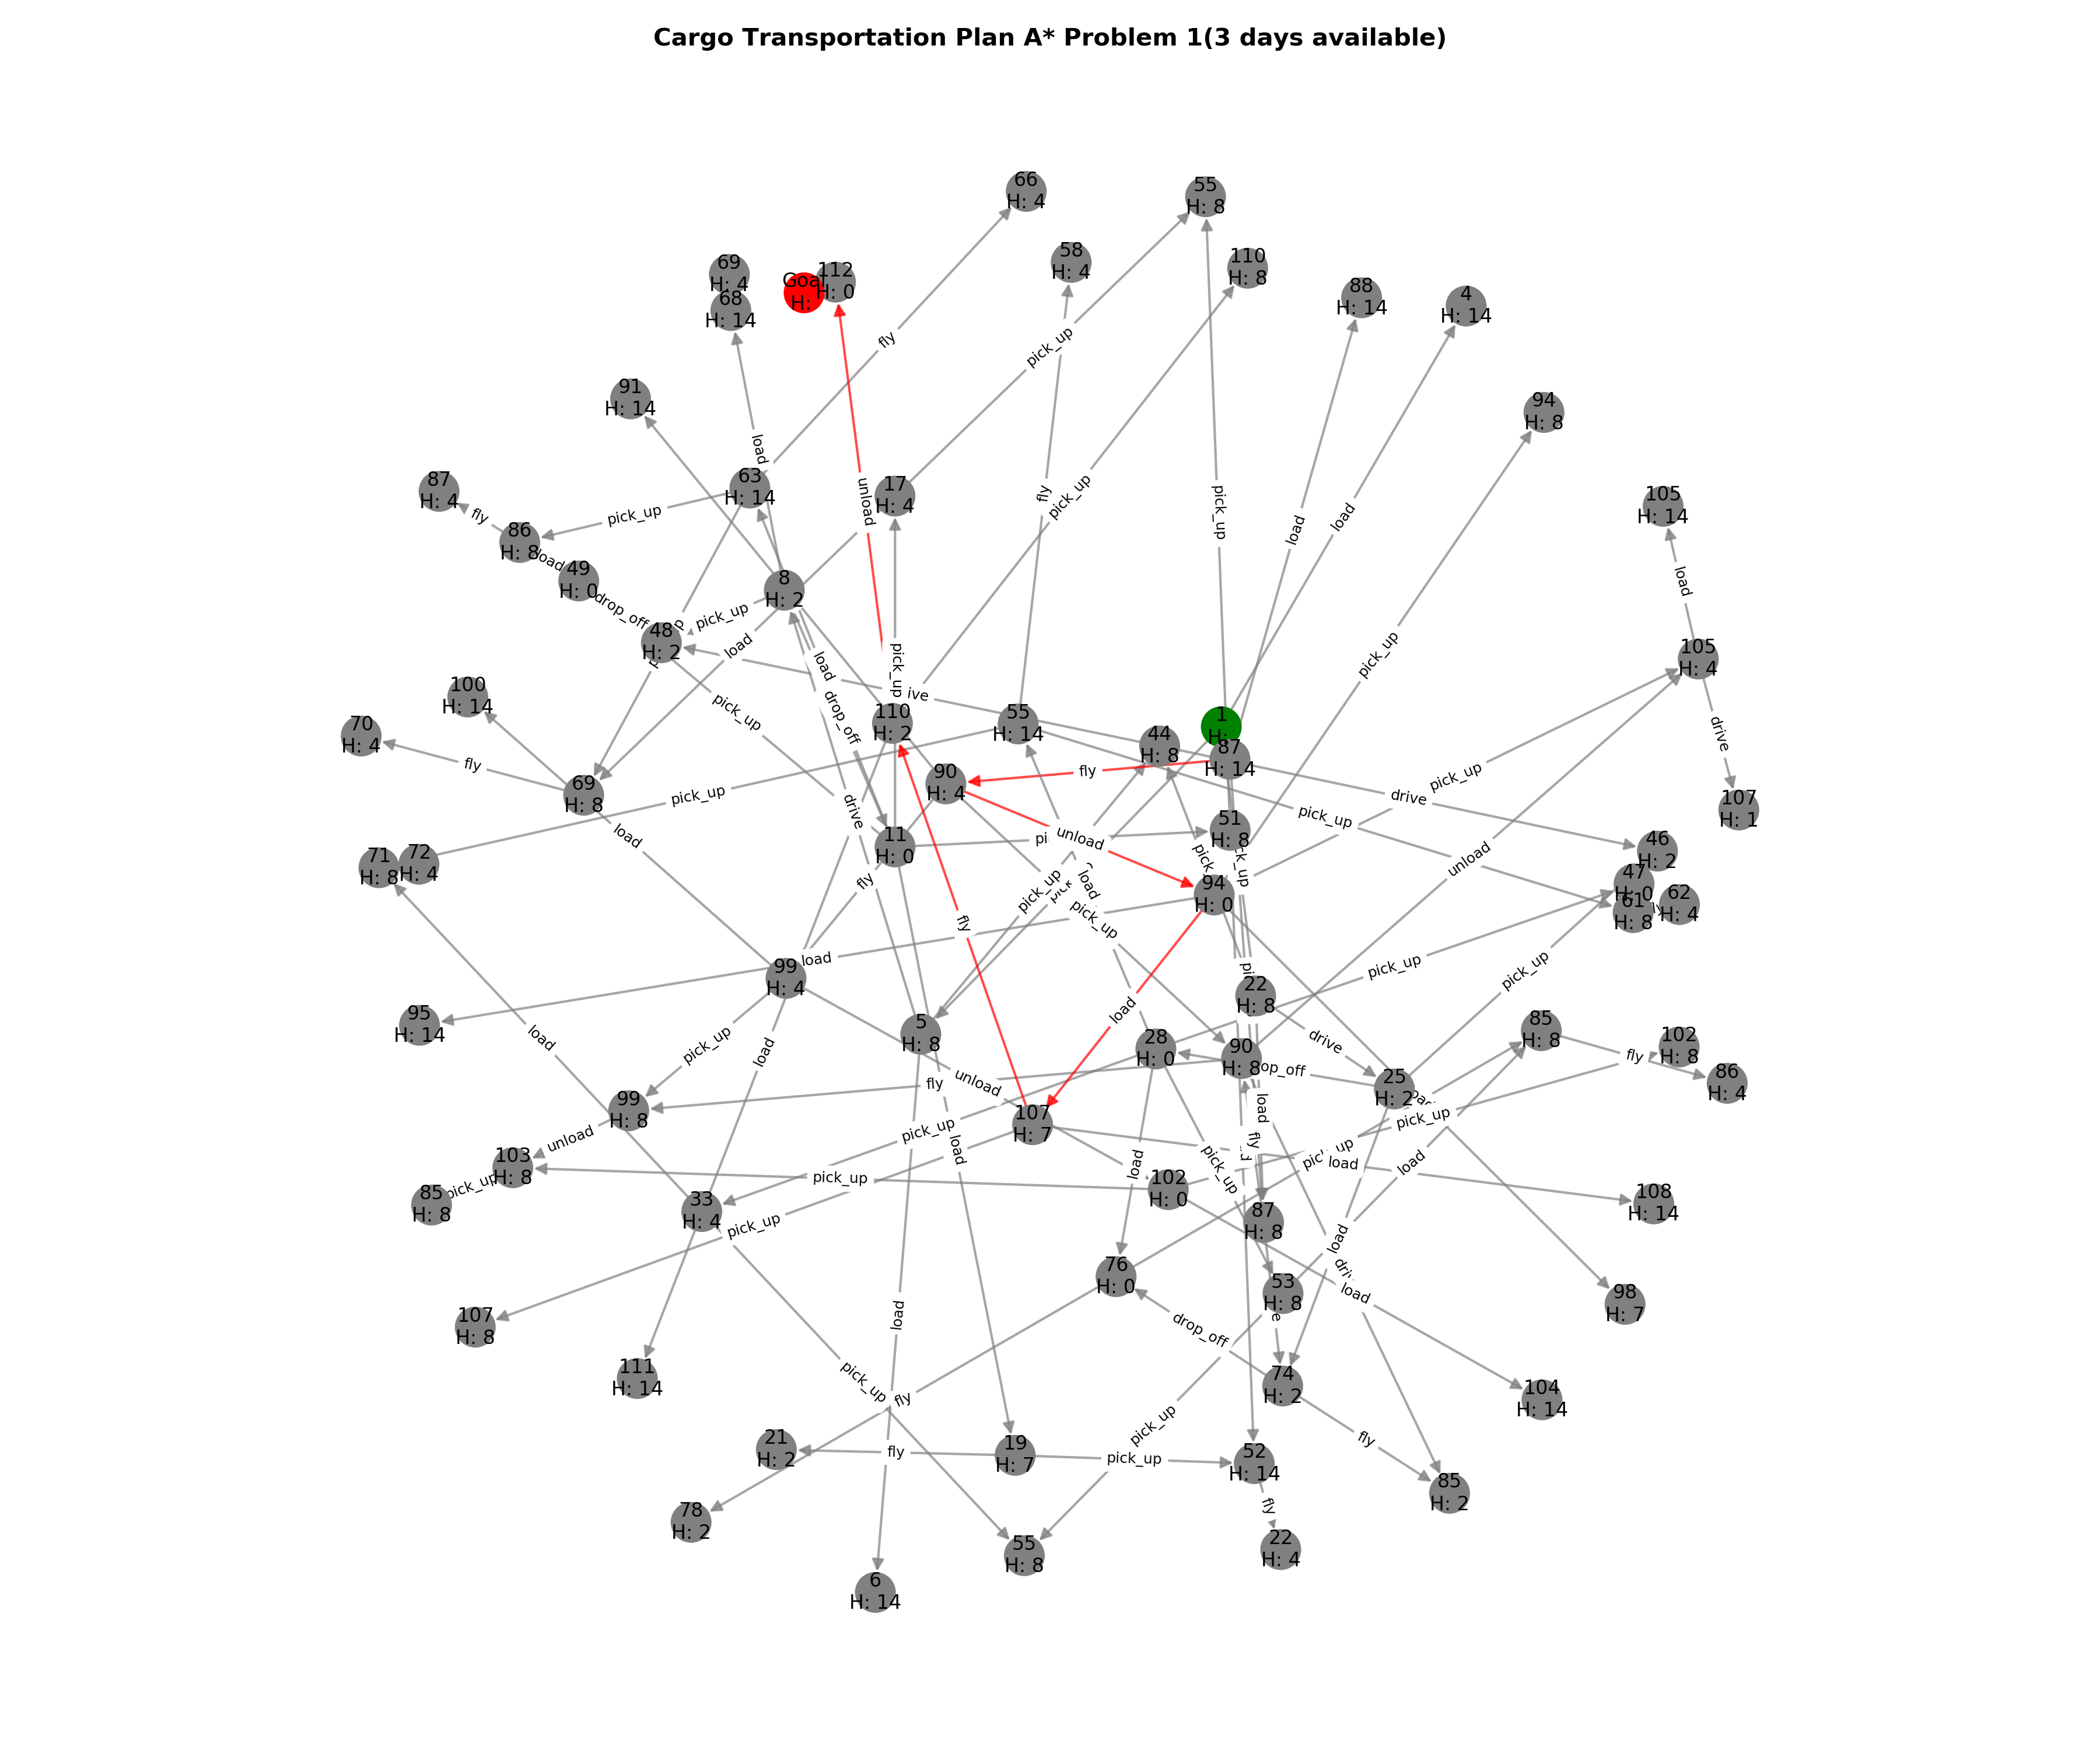 Cargo Transportation Plan A* Problem 1(3 days available)
66
H: 4
55
H: 8
58
H: 4
110
H: 8
69
H: 4
68
H: 14
Goal
H:
112
H: 0
88
H: 14
4
H: 14
91
H: 14
94
H: 8
fly
pick_up
63
H: 14
17
H: 4
load
unload
fly
pick_up
pick_up
load
load
87
H: 4
fly
86
H: 8
pick_up
105
H: 14
load
49
H: 0
drop_off
8
H: 2
load
48
H: 2
pick_up
load
load
pick_up
pick_up
105
H: 4
100
H: 14
70
H: 4
fly
pick_up
drop_off
110
H: 2
55
H: 14
44
H: 8
1
H:
87
H: 14
drive
69
H: 8
pick_up
90
H: 4
fly
pick_up
drive
107
H: 1
71
H: 8
72
H: 4
load
drive
11
H: 0
unload
51
H: 8
pick_up
46
H: 2
47
H: 0
61
H: 8
62
H: 4
fly
pick_up
load
94
H: 0
unload
fly
pick_up
99
H: 4
load
22
H: 8
pick_up
pick_up
95
H: 14
load
pick_up
load
5
H: 8
load
28
H: 0
90
H: 8
drive
25
H: 2
85
H: 8
fly
102
H: 8
86
H: 4
99
H: 8
fly
unload
107
H: 7
load
fly
pick_up
unload
103
H: 8
pick_up
85
H: 8
pick_up
33
H: 4
pick_up
load
load
pick_up
102
H: 0
load
load
108
H: 14
pick_up
87
H: 8
load
load
76
H: 0
53
H: 8
98
H: 7
107
H: 8
load
drop_off
111
H: 14
pick_up
fly
74
H: 2
104
H: 14
pick_up
fly
21
H: 2
fly
19
H: 7
pick_up
52
H: 14
fly
85
H: 2
78
H: 2
55
H: 8
22
H: 4
6
H: 14